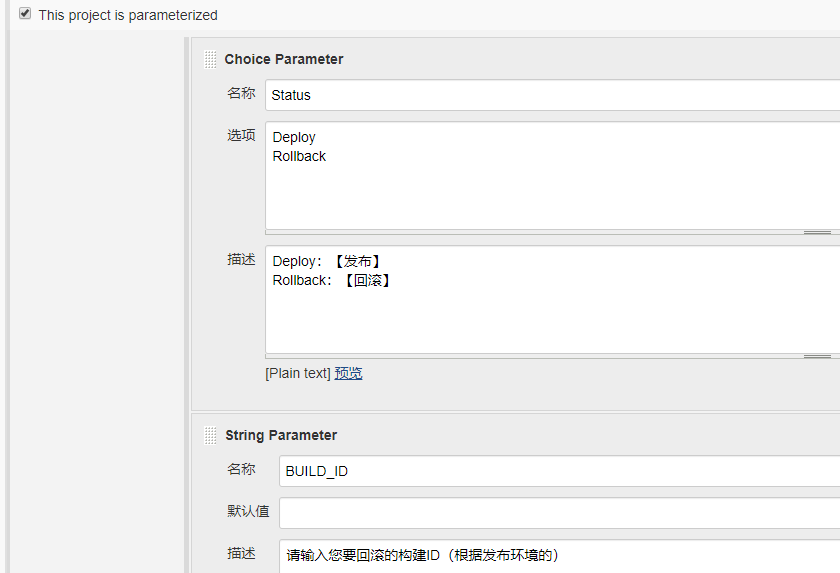 This project is parameterized
Choice Parameter
名称 Status
选项 Deploy
Rollback
描述 Deploy：【发布】
Rollback：【回滚】
[Plain text] 预览
String Parameter
名称 BUILD_ID
默认值
描述 请输入您要回滚的构建ID（根据发布环境的）